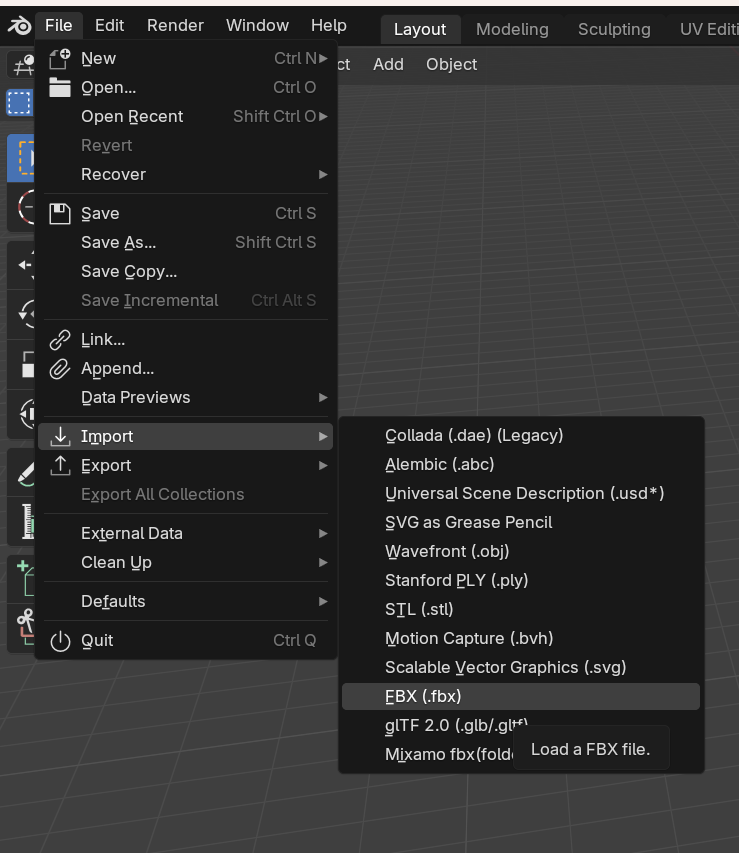 File Edit Render Window Help Layout Modeling Sculpting UV Editi
ct Add Object
New Ctrl N
Open... Ctrl O
Open Recent Shift Ctrl O
Revert
Recover
Save Ctrl S
Save As... Shift Ctrl S
Save Copy...
Save Incremental Ctrl Alt S
Link...
Append...
Data Previews
Import
Export
Export All Collections
External Data
Clean Up
Defaults
Quit Ctrl Q
Collada (.dae) (Legacy)
Alembic (.abc)
Universal Scene Description (.usd*)
SVG as Grease Pencil
Wavefront (.obj)
Stanford PLY (.ply)
STL (.stl)
Motion Capture (.bvh)
Scalable Vector Graphics (.svg)
FBX (.fbx)
glTF 2.0 (.glb/.gltf)
Mixamo fbx(folde
Load a FBX file.